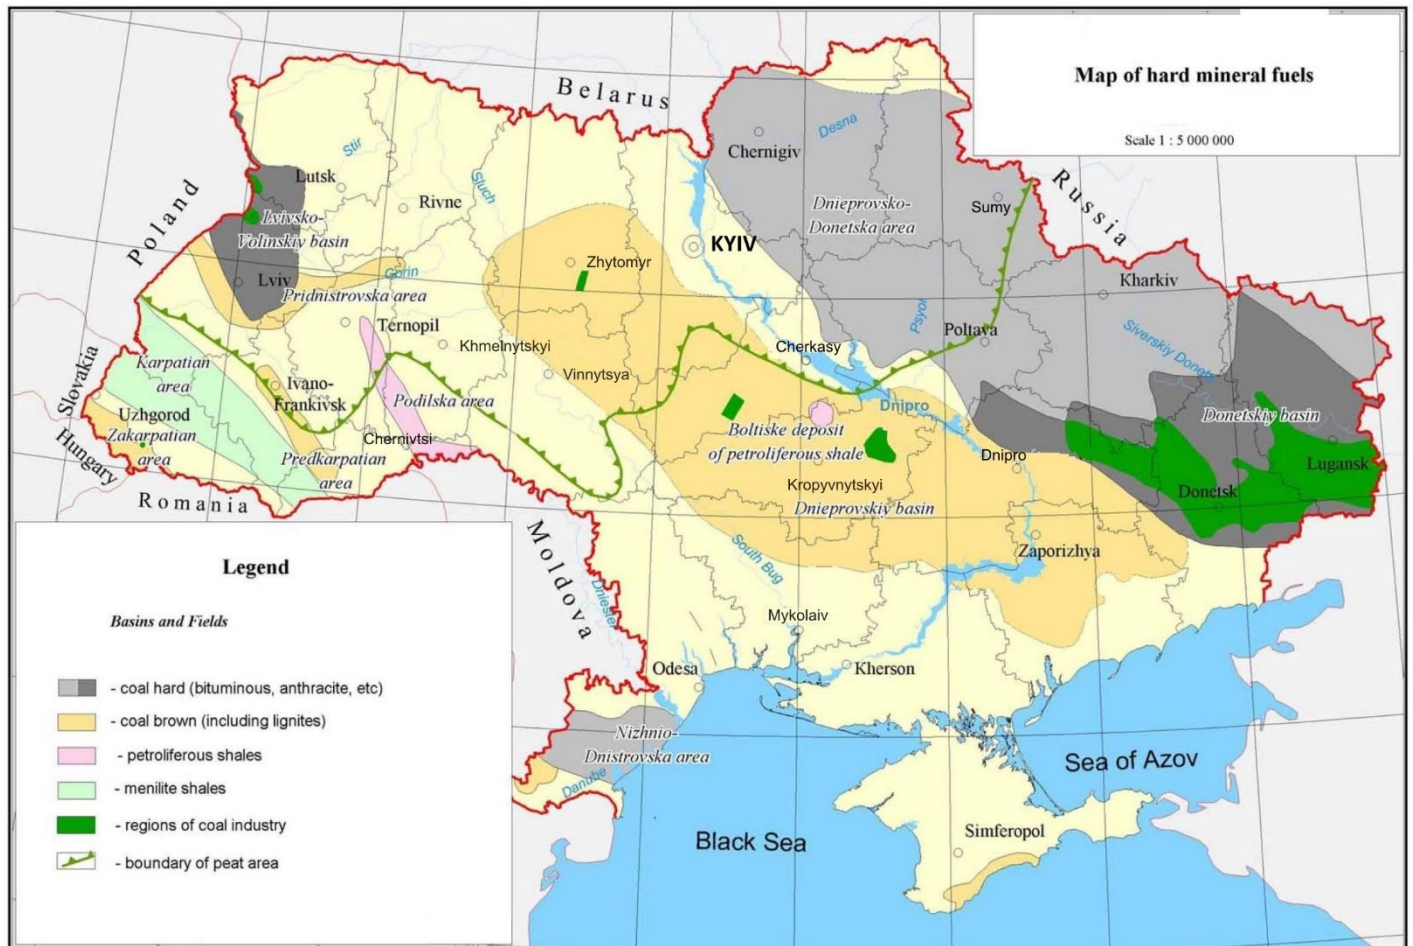 Map of hard mineral fuels
Scale 1 : 5 000 000
Belarus
Poland
Russia
Slovakia
Hungary
Romania
Moldova
Desna
Chernigiv
Stir
Lutsk
Sluch
Rivne
Dnieprovsko-
Donetska area
Sumy
Lvivsko-
Volinskiy basin
KYIV
Zhytomyr
Kharkiv
Gorin
Lviv
Pridnistrovska area
Psyol
Ternopil
Poltava
Siverskiy Donets
Khmelnytskyi
Cherkasy
Karpatian
area
Vinnytsya
Ivano-
Frankivsk
Podilska area
Dnipro
Uzhgorod
Donetskiy basin
Zakarpatian
area
Chernivtsi
Boltiske deposit
of petroliferous shale
Predkarpatian
area
Dnipro
Lugansk
Kropyvnytskyi
Donetsk
Dnieprovskiy basin
South Bug
Zaporizhya
Dniester
Mykolaiv
Odesa
Kherson
Nizhnio-
Dnistrovska area
Danube
Sea of Azov
Black Sea
Simferopol
Legend
Basins and Fields
- coal hard (bituminous, anthracite, etc)
- coal brown (including lignites)
- petroliferous shales
- menilite shales
- regions of coal industry
- boundary of peat area